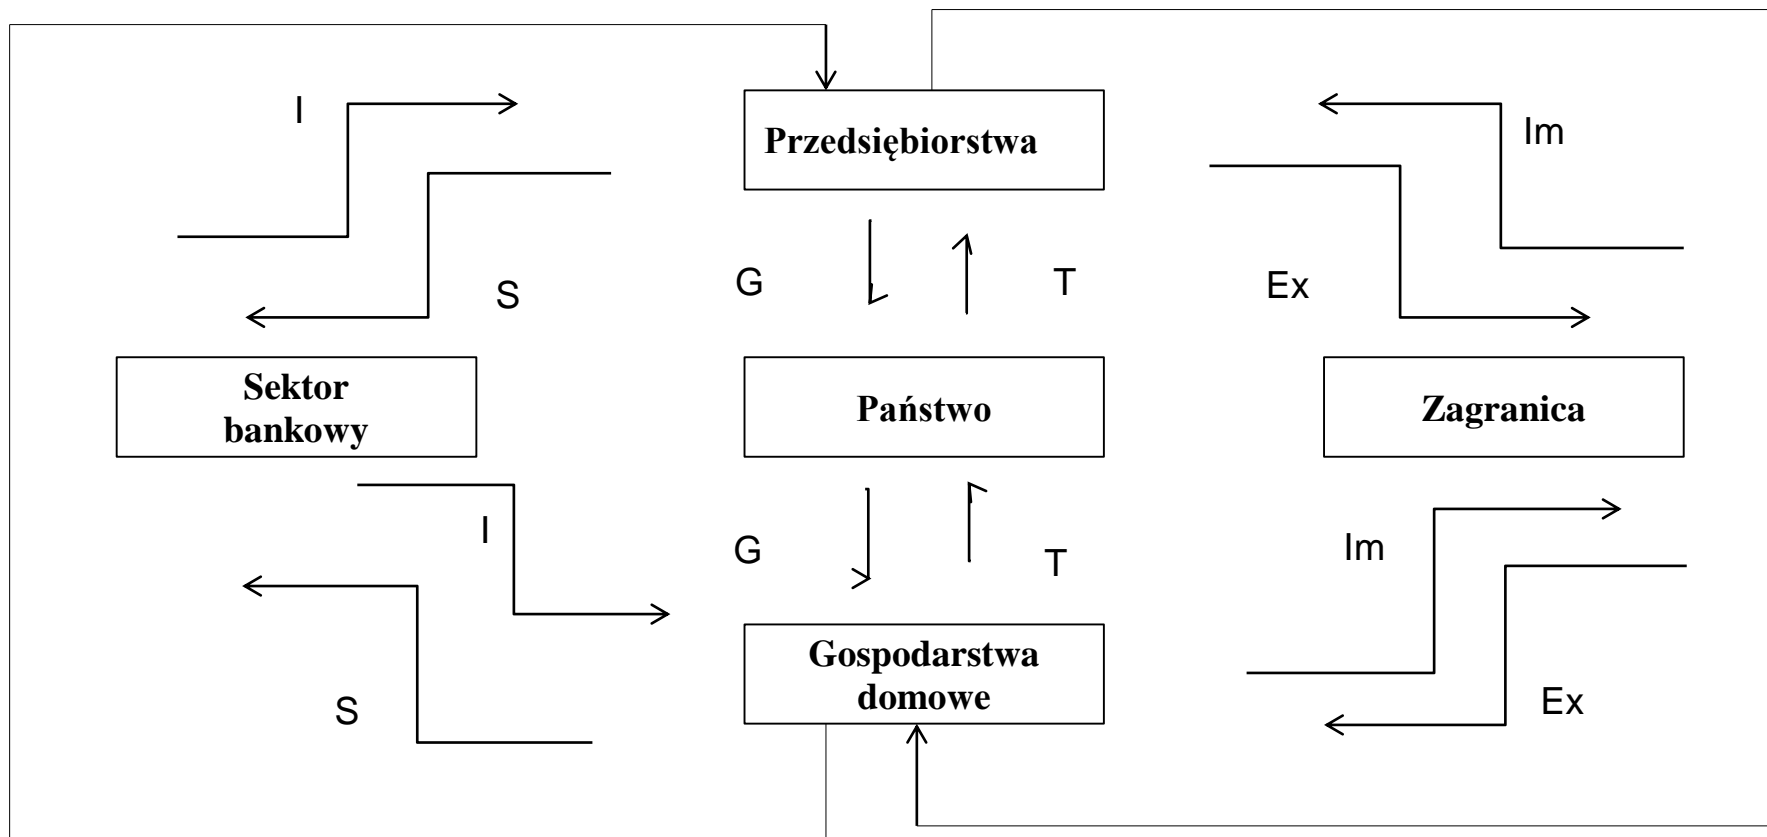 I
Przedsiębiorstwa
Im
S
G
T
Ex
Sektor
bankowy
Państwo
Zagranica
I
G
T
Im
S
Gospodarstwa
domowe
Ex